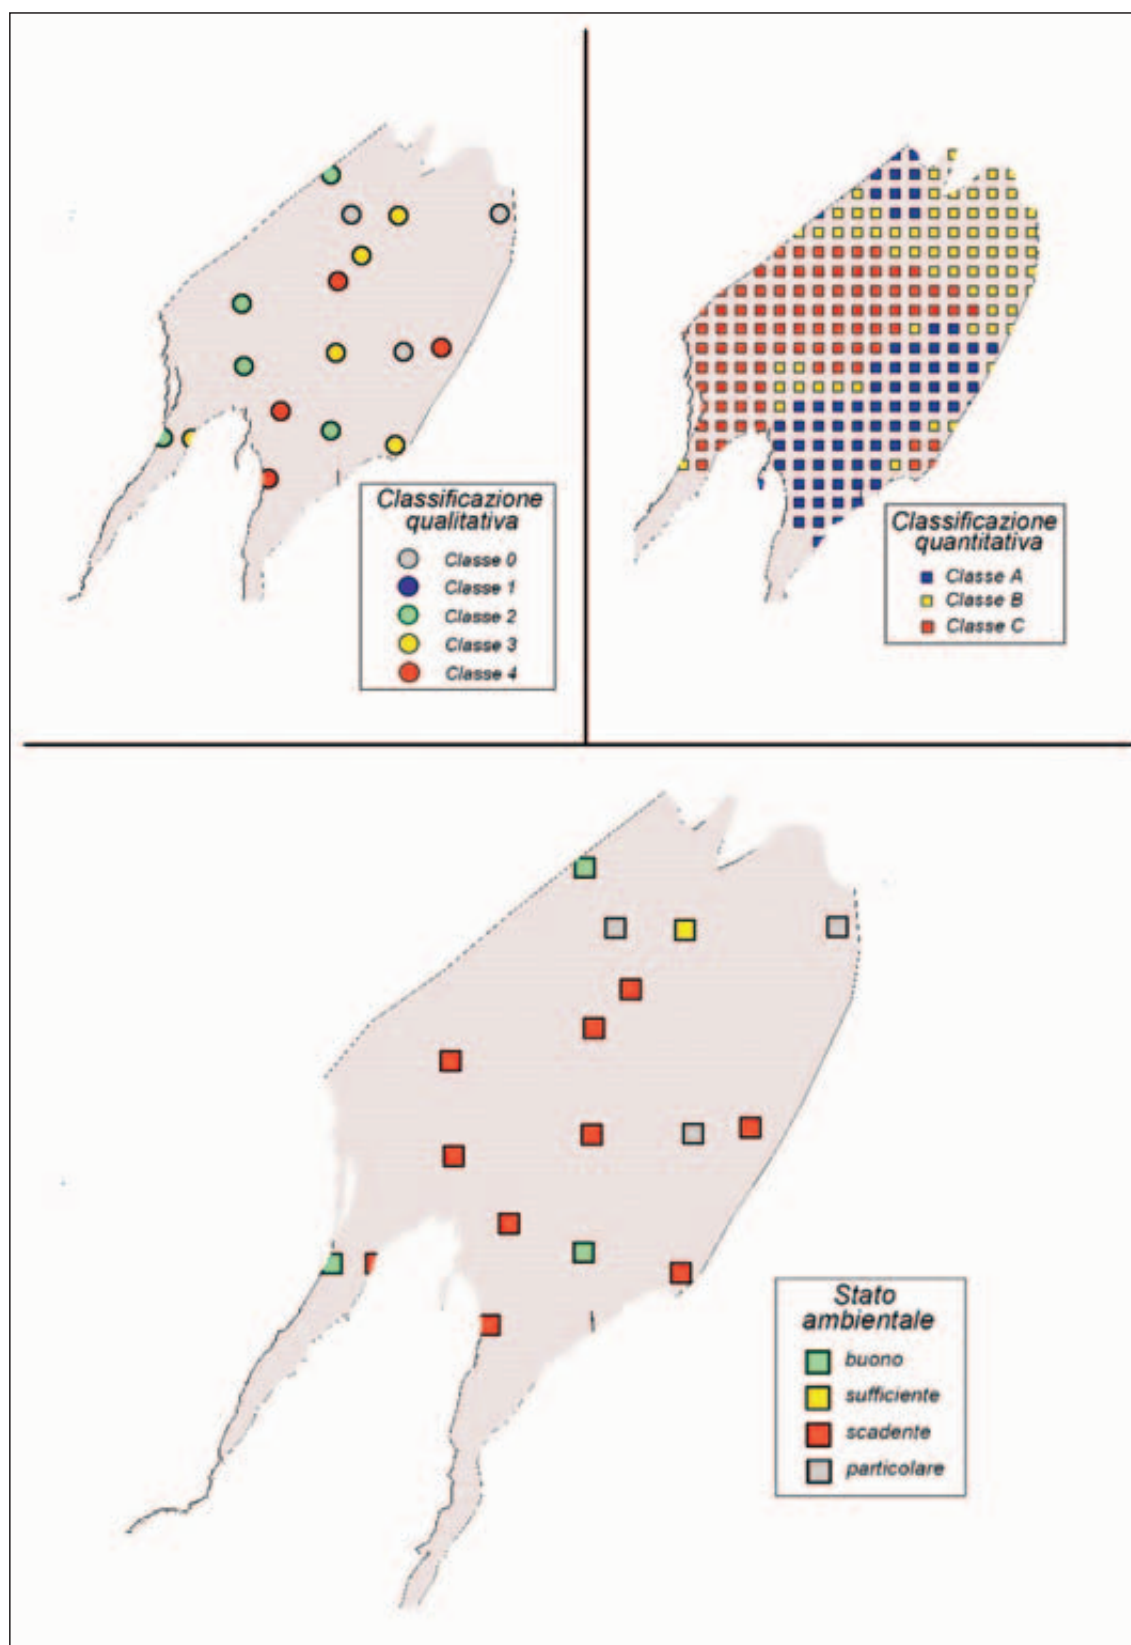 Classificazione
qualitativa
Classe 0
Classe 1
Classe 2
Classe 3
Classe 4
Classificazione
quantitativa
Classe A
Classe B
Classe C
Stato
ambientale
buono
sufficiente
scadente
particolare